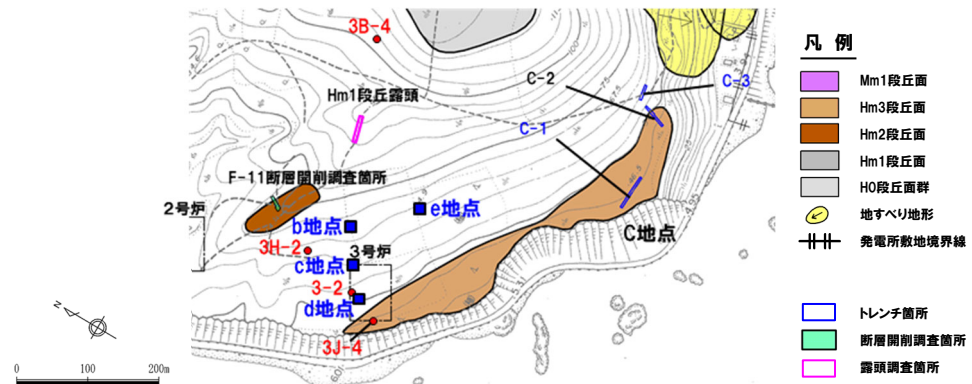 3B-4
Hm1段丘露頭
C-2
C-3
C-1
F-11断層開削調査箇所
2号炉
e地点
b地点
C地点
3H-2
3号炉
c地点
3-2
d地点
3J-4
N
0 100 200m
凡 例
Mm1段丘面
Hm3段丘面
Hm2段丘面
Hm1段丘面
H0段丘面群
地すべり地形
発電所敷地境界線
トレンチ箇所
断層開削調査箇所
露頭調査箇所